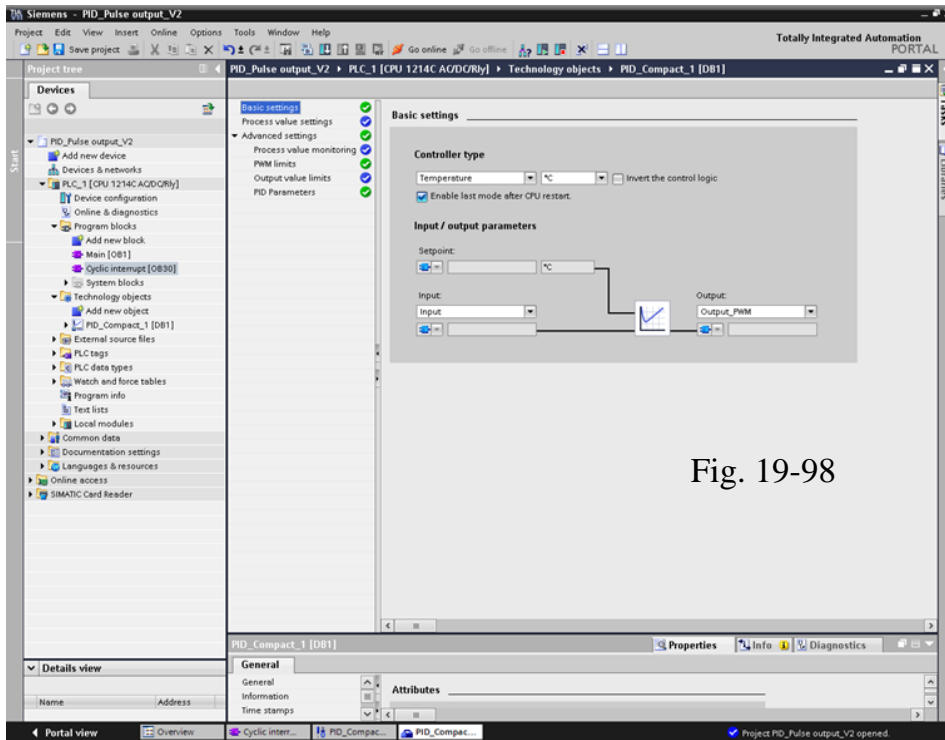 Siemens - PID_Pulse output_V2
Project Edit View Insert Online Options Tools Window Help
Totally Integrated Automation
PORTAL
Save project
Go online
Go offline
Project tree
PID_Pulse output_V2 ▸ PLC_1 [CPU 1214C AC/DC/Rly] ▸ Technology objects ▸ PID_Compact_1 [DB1]
Devices
Start
PID_Pulse output_V2
Add new device
Devices & networks
PLC_1 [CPU 1214C AC/DC/Rly]
Device configuration
Online & diagnostics
Program blocks
Add new block
Main [OB1]
Cyclic interrupt [OB30]
System blocks
Technology objects
Add new object
PID_Compact_1 [DB1]
External source files
PLC tags
PLC data types
Watch and force tables
Program info
Text lists
Local modules
Common data
Documentation settings
Languages & resources
Online access
SIMATIC Card Reader
Basic settings
Process value settings
Advanced settings
Process value monitoring
PWM limits
Output value limits
PID Parameters
Basic settings
Controller type
Temperature
°C
Invert the control logic
Enable last mode after CPU restart.
Input / output parameters
Setpoint:
°C
Input:
Output:
Input
Output_PWM
Fig. 19-98
PID_Compact_1 [DB1]
Properties
Info
Diagnostics
General
General
Information
Time stamps
Attributes
Details view
Name
Address
Portal view
Overview
Cyclic interr...
PID_Compac...
PID_Compac...
Project PID_Pulse output_V2 opened.